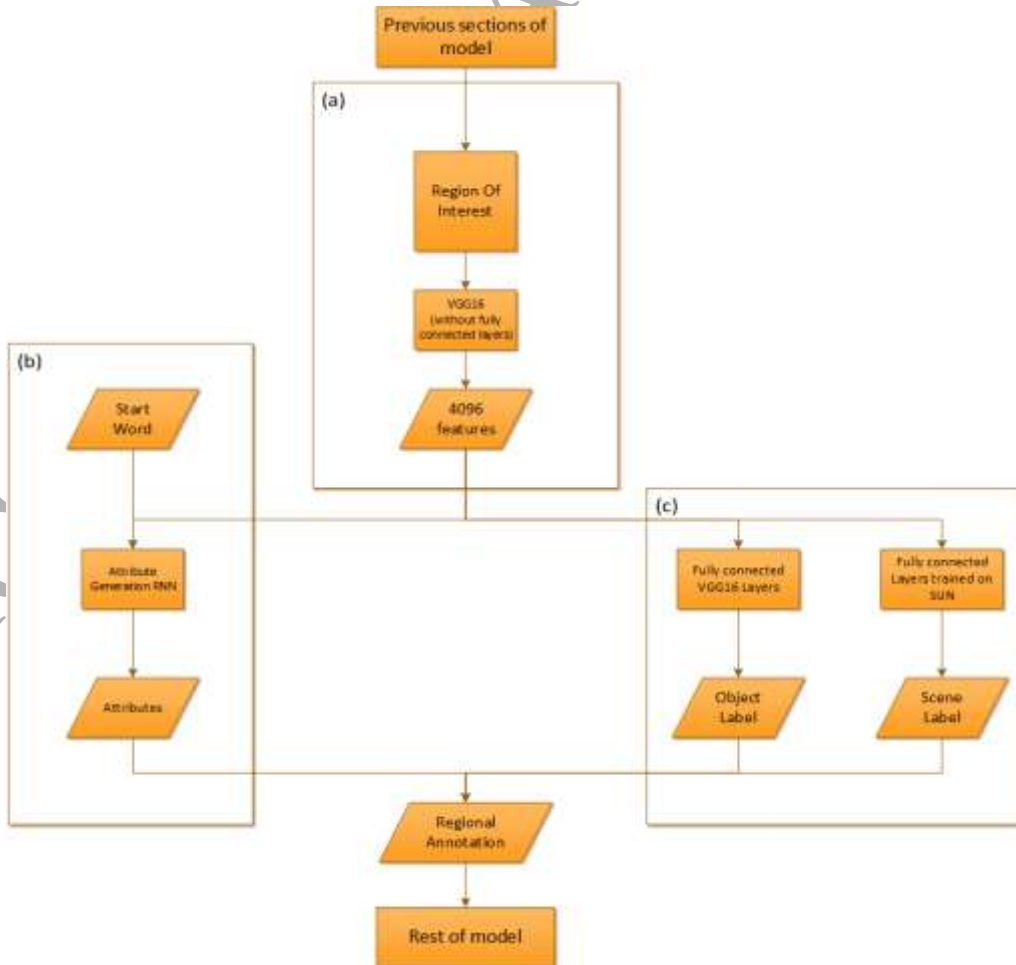 Previous sections of
model
(a)
Region Of
Interest
VGG16
(without fully
connected layers)
4096
features
(b)
Start
Word
Attribute
Generation RNN
Attributes
(c)
Fully connected
VGG16 Layers
Fully connected
Layers trained on
SUN
Object
Label
Scene
Label
Regional
Annotation
Rest of model